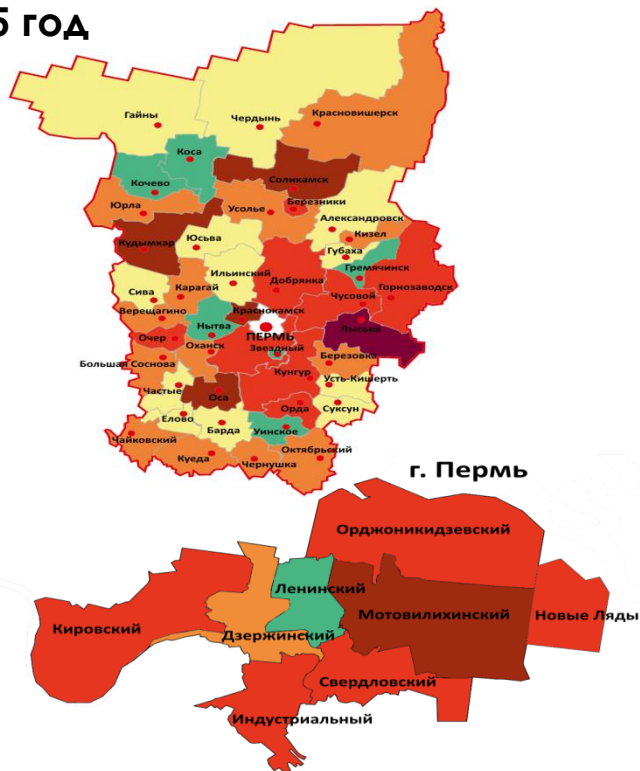 5 год
Гайны
Чердынь
Красновишерск
Коса
Кочево
Соликамск
Юрла
Усолье
Березники
Александровск
Кизел
Кудымкар
Юсьва
Губаха
Ильинский
Гремячинск
Добрянка
Сива
Карагай
Горнозаводск
Чусовой
Верещагино
Краснокамск
Нытва
Лысьва
Очер
ПЕРМЬ
Оханск
Звездный
Березовка
Большая Соснова
Кунгур
Усть-Кишерть
Частые
Оса
Орда
Суксун
Елово
Барда
Уинское
Чайковский
Октябрьский
Куеда
Чернушка
г. Пермь
Орджоникидзевский
Ленинский
Мотовилихинский
Новые Ляды
Кировский
Дзержинский
Свердловский
Индустриальный